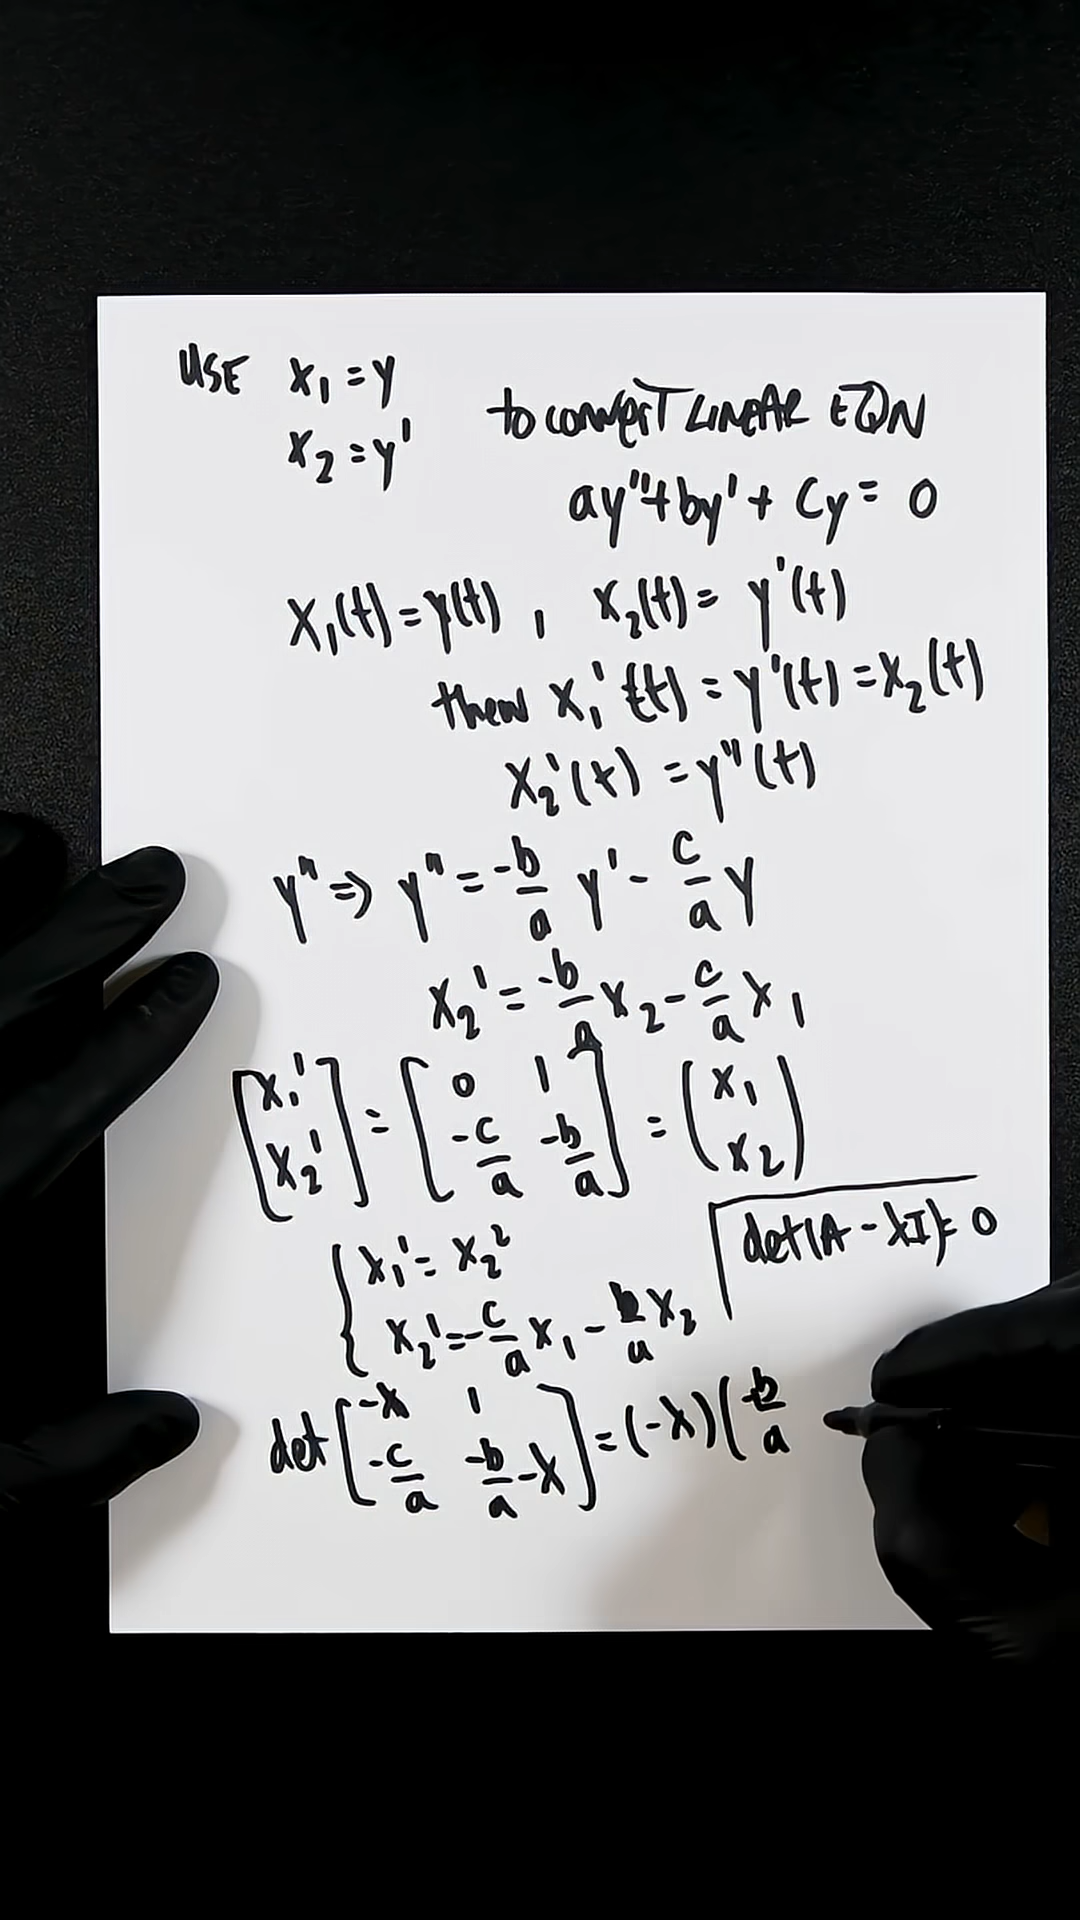 USE x₁ = y
x₂ = y'
to convert LINEAR EQN
ay'' + by' + cy = 0
x₁(t) = y(t) , x₂(t) = y'(t)
then x₁'(t) = y'(t) = x₂(t)
x₂'(t) = y''(t)
y'' ⇒ y'' = -b/a y' - c/a y
x₂' = -b/a x₂ - c/a x₁
[x₁' ; x₂'] = [0 1 ; -c/a -b/a] = (x₁ ; x₂)
det(A - λI) = 0
{ x₁' = x₂²
x₂' = -c/a x₁ - b/a x₂
det [-λ 1 ; -c/a -b/a - λ] = (-λ)(-b/a